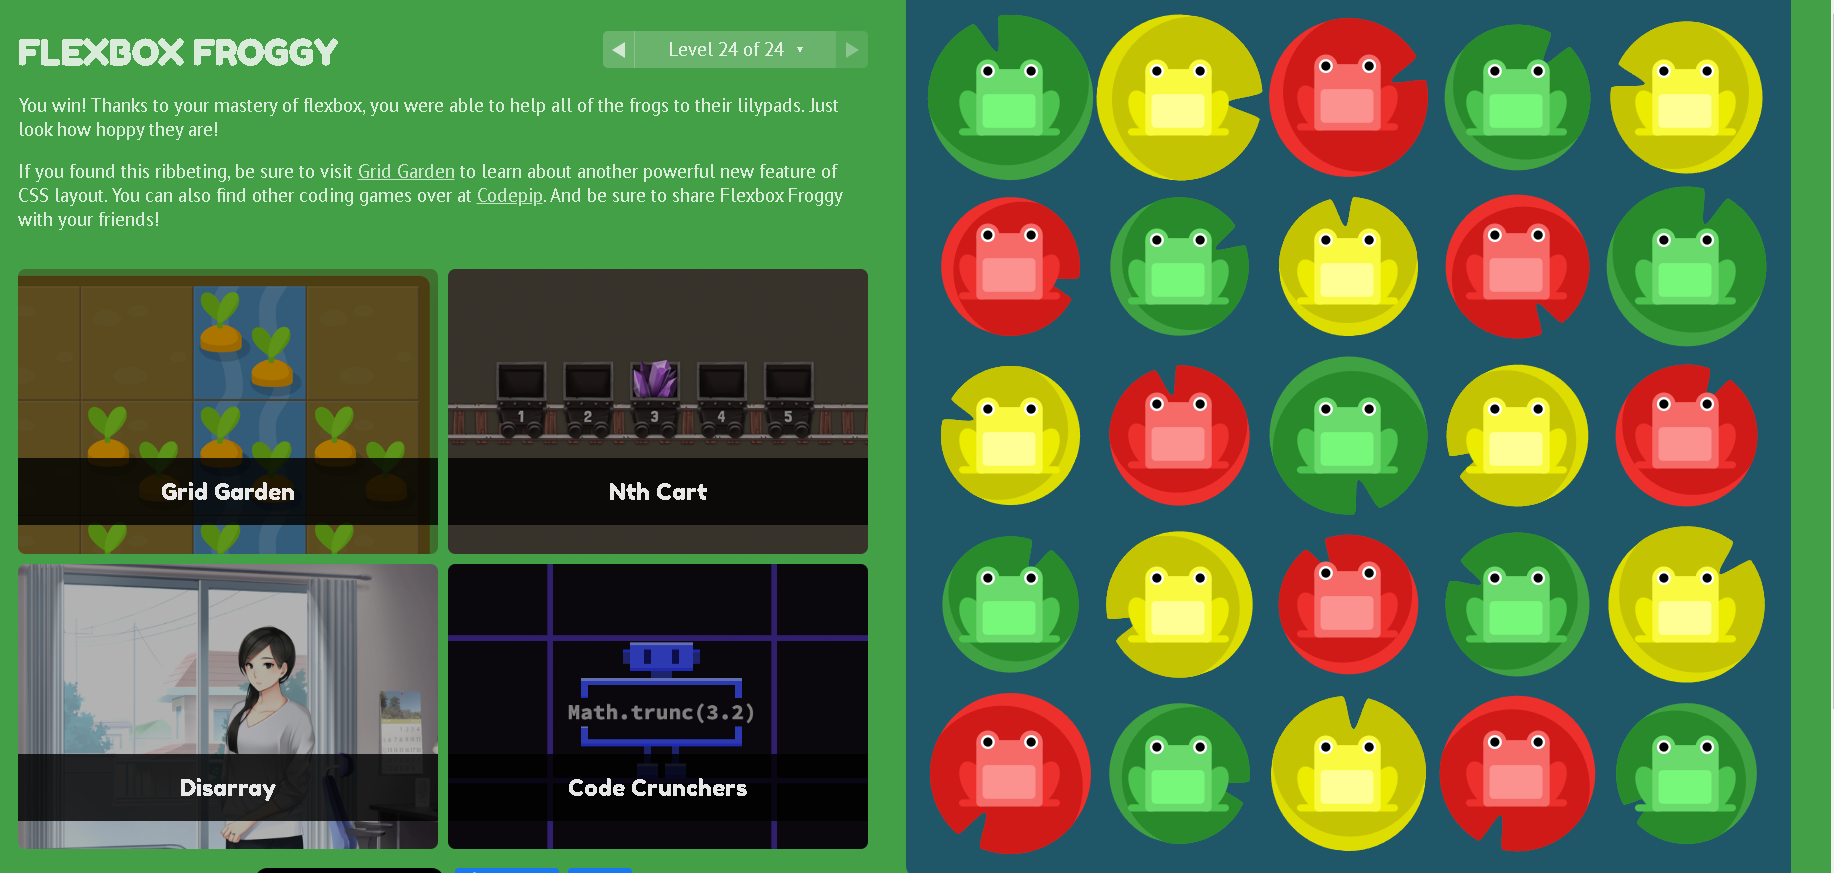 FLEXBOX FROGGY
Level 24 of 24
You win! Thanks to your mastery of flexbox, you were able to help all of the frogs to their lilypads. Just
look how hoppy they are!
If you found this ribbeting, be sure to visit Grid Garden to learn about another powerful new feature of
CSS layout. You can also find other coding games over at Codepip. And be sure to share Flexbox Froggy
with your friends!
1 2 3 4 5
Grid Garden
Nth Cart
Math.trunc(3.2)
Disarray
Code Crunchers